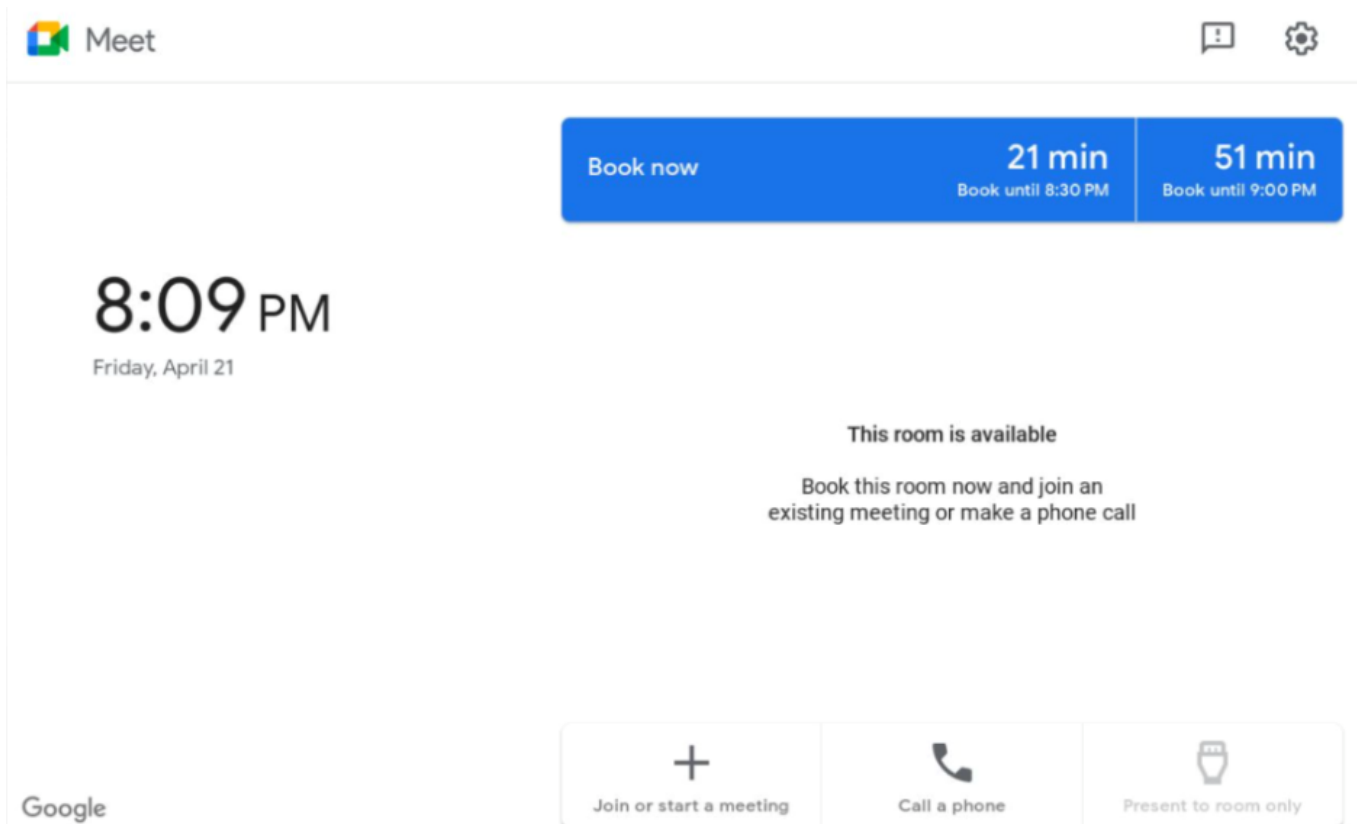 Meet
Book now
21 min
Book until 8:30 PM
51 min
Book until 9:00 PM
8:09 PM
Friday, April 21
This room is available
Book this room now and join an
existing meeting or make a phone call
Join or start a meeting
Call a phone
Present to room only
Google